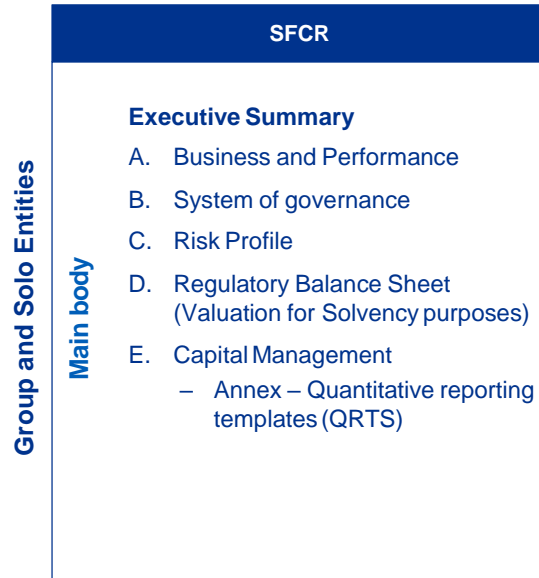 SFCR
Group and Solo Entities
Main body
Executive Summary
A. Business and Performance
B. System of governance
C. Risk Profile
D. Regulatory Balance Sheet
(Valuation for Solvency purposes)
E. Capital Management
– Annex – Quantitative reporting
templates (QRTS)